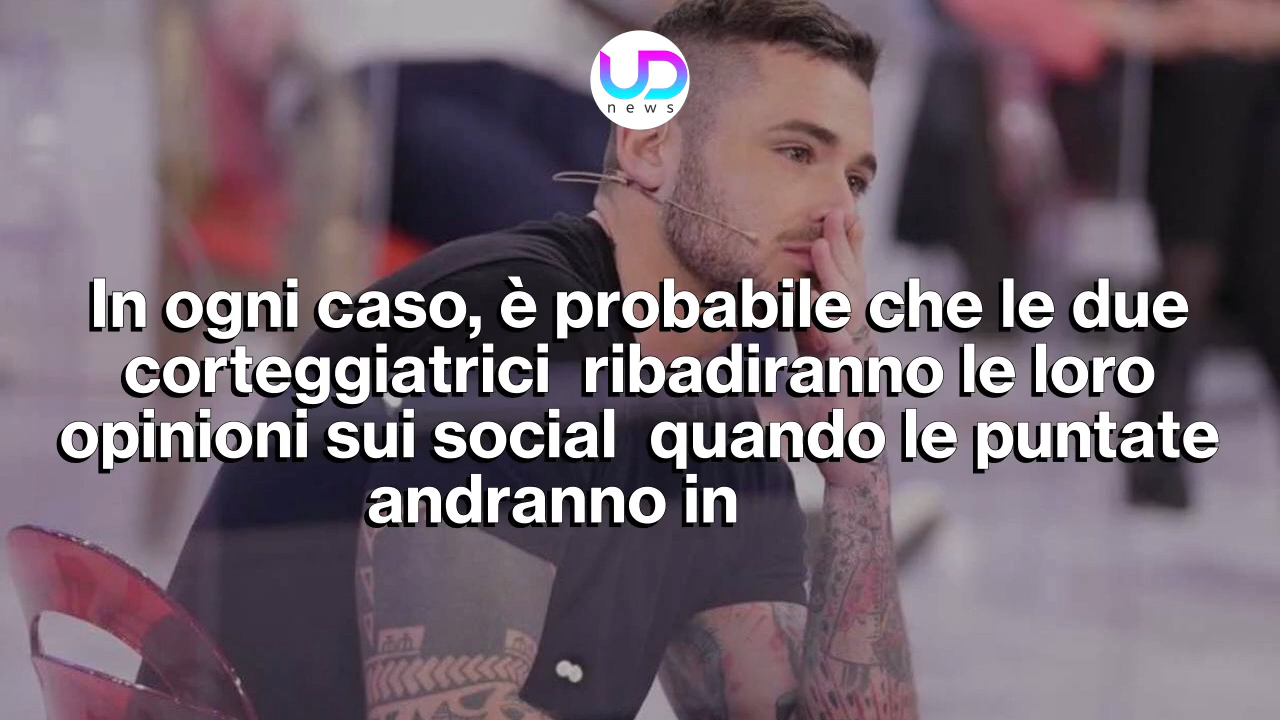 UD
news
In ogni caso, è probabile che le due
corteggiatrici  ribadiranno le loro
opinioni sui social  quando le puntate
andranno in